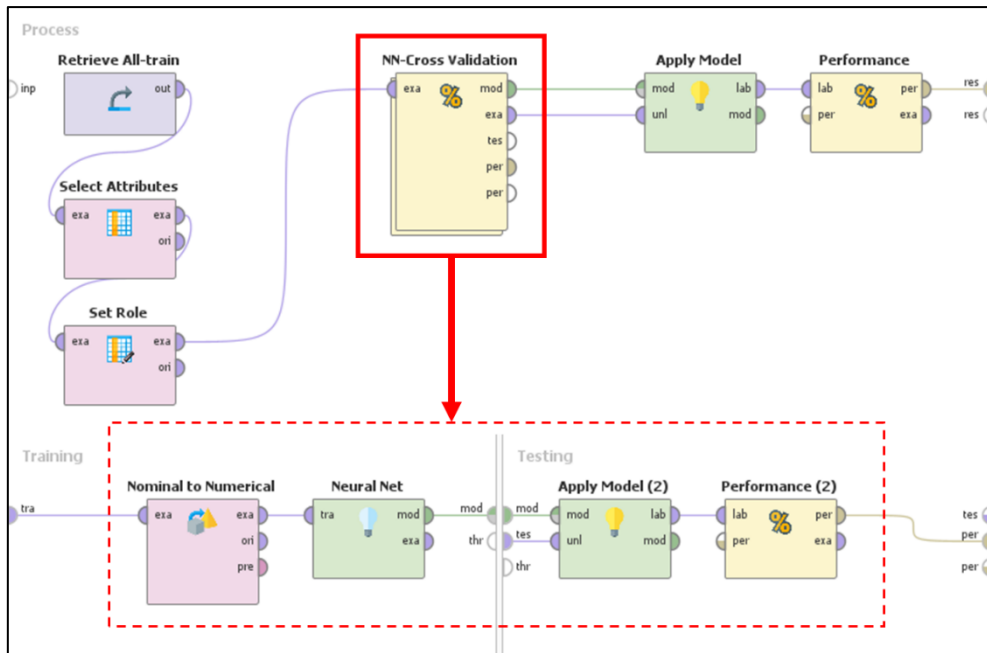 Process
inp
Retrieve All-train
out
Select Attributes
exa exa
ori
Set Role
exa exa
ori
NN-Cross Validation
exa mod
exa
tes
per
per
Apply Model
mod lab
unl mod
Performance
lab per
per exa
res
res
Training
tra
Nominal to Numerical
exa exa
ori
pre
Neural Net
tra mod
exa
mod
thr
Testing
mod
tes
thr
Apply Model (2)
mod lab
unl mod
Performance (2)
lab per
per exa
tes
per
per